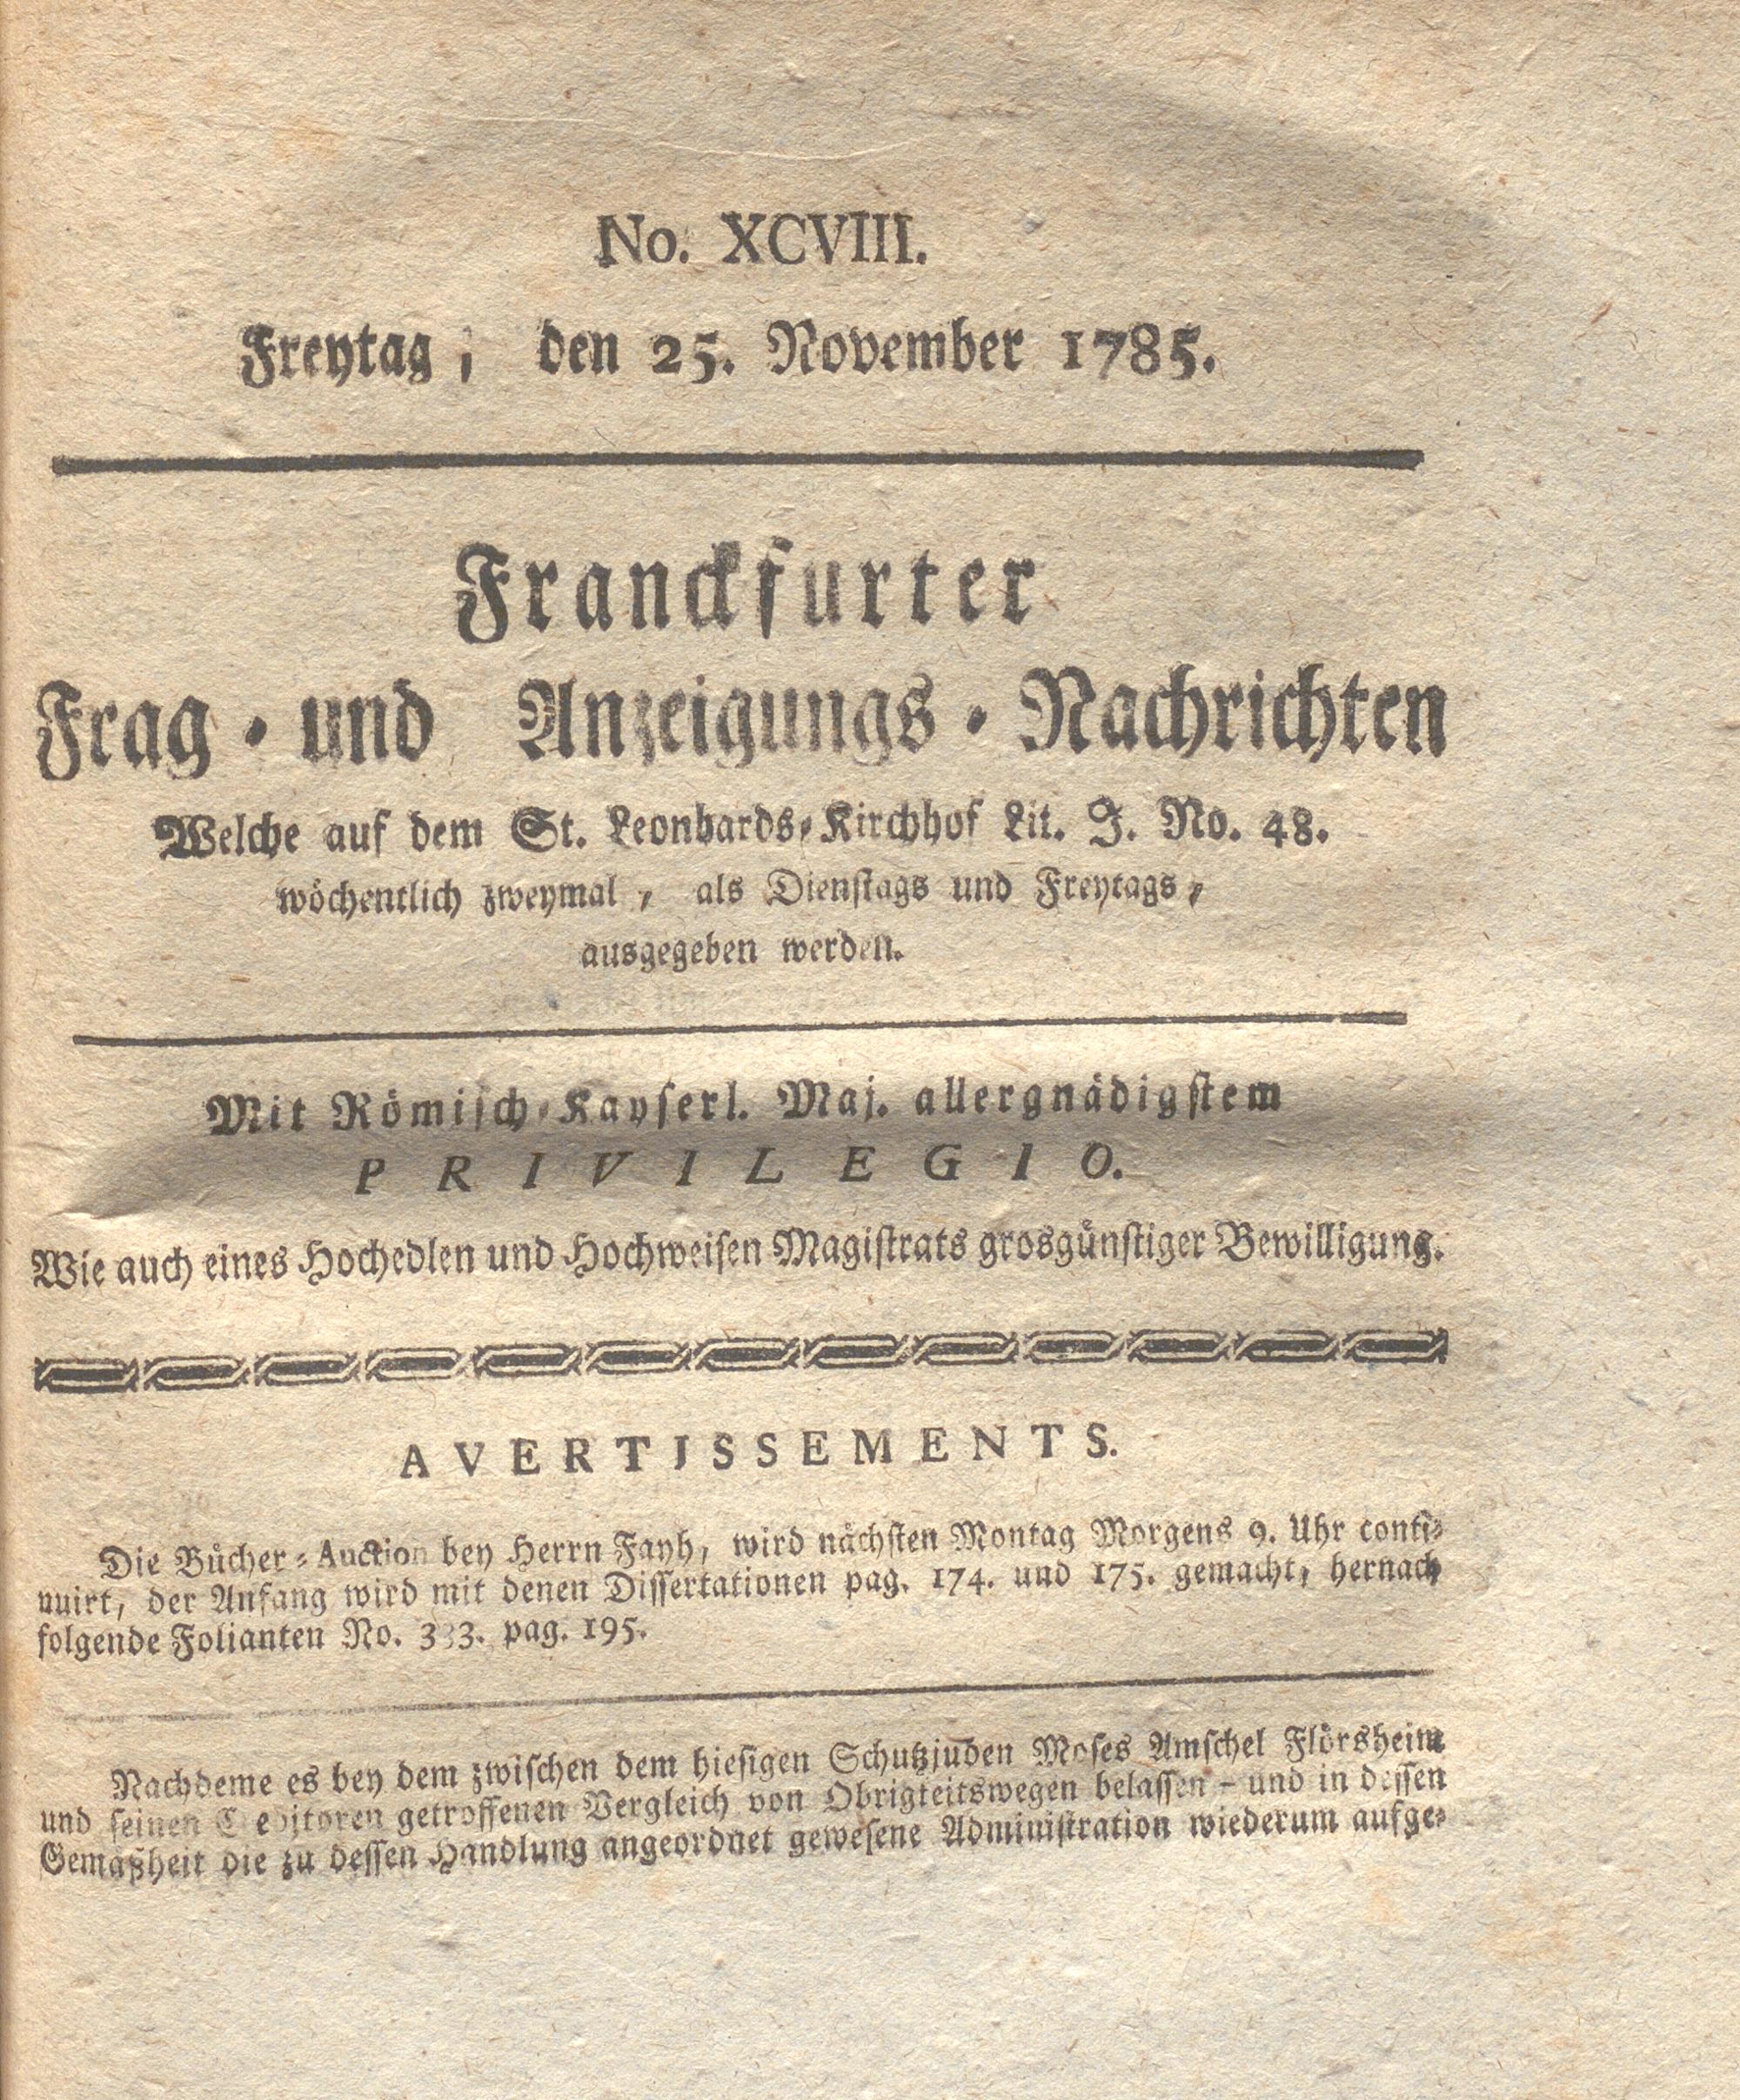 No. XCVIII.
Freytag, den 25. November 1785.
Franckfurter
Frag- und Anzeigungs-Nachrichten
Welche auf dem St. Leonhards-Kirchhof Lit. J. No. 48.
wöchentlich zweymal, als Dienstags und Freytags,
ausgegeben werden.
Mit Römisch-Kayserl. Maj. allergnädigstem
PRIVILEGIO.
Wie auch eines Hochedlen und Hochweisen Magistrats grosgünstiger Bewilligung.
AVERTISSEMENTS.
Die Bücher-Auction bey Herrn Fayh, wird nächsten Montag Morgens 9. Uhr conti-
nuirt, der Anfang wird mit denen Dissertationen pag. 174. und 175. gemacht, hernach
folgende Folianten No. 333. pag. 195.
Nachdeme es bey dem zwischen dem hiesigen Schutzjuden Moses Amschel Flörsheim
und seinen Creditoren getroffenen Vergleich von Obrigkeitswegen belassen - und in dessen
Gemäßheit die zu dessen Handlung angeordnet gewesene Administration wiederum aufge-